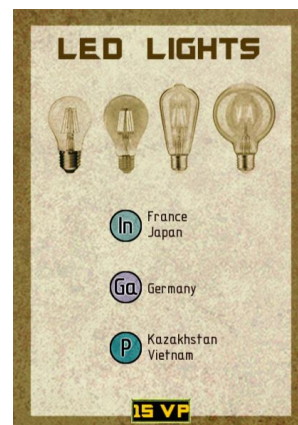 LED LIGHTS
In
France
Japan
Ga
Germany
P
Kazakhstan
Vietnam
15 VP